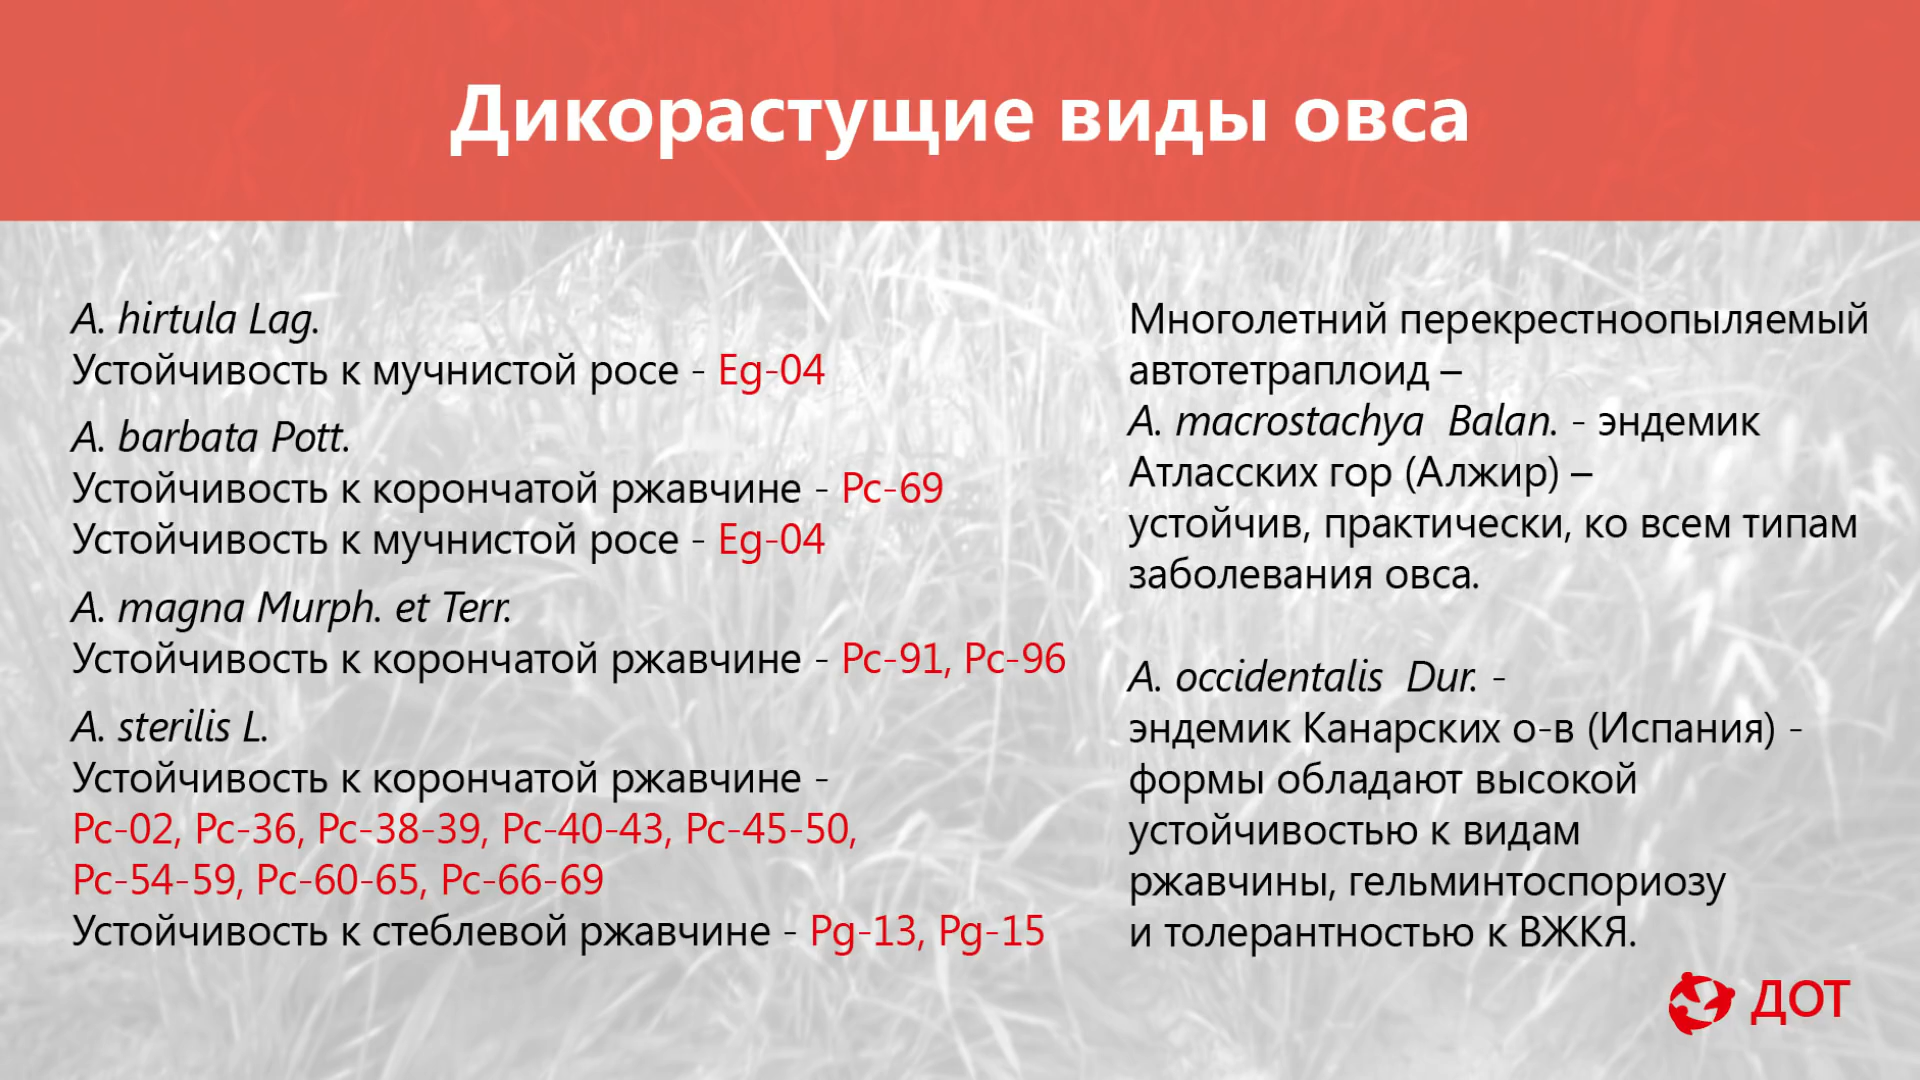 Дикорастущие виды овса
A. hirtula Lag.
Устойчивость к мучнистой росе - Eg-04
A. barbata Pott.
Устойчивость к корончатой ржавчине - Pc-69
Устойчивость к мучнистой росе - Eg-04
A. magna Murph. et Terr.
Устойчивость к корончатой ржавчине - Pc-91, Pc-96
A. sterilis L.
Устойчивость к корончатой ржавчине -
Pc-02, Pc-36, Pc-38-39, Pc-40-43, Pc-45-50,
Pc-54-59, Pc-60-65, Pc-66-69
Устойчивость к стеблевой ржавчине - Pg-13, Pg-15
Многолетний перекрестноопыляемый
автотетраплоид –
A. macrostachya Balan. - эндемик
Атласских гор (Алжир) –
устойчив, практически, ко всем типам
заболевания овса.
A. occidentalis Dur. -
эндемик Канарских о-в (Испания) -
формы обладают высокой
устойчивостью к видам
ржавчины, гельминтоспориозу
и толерантностью к ВЖКЯ.
ДОТ